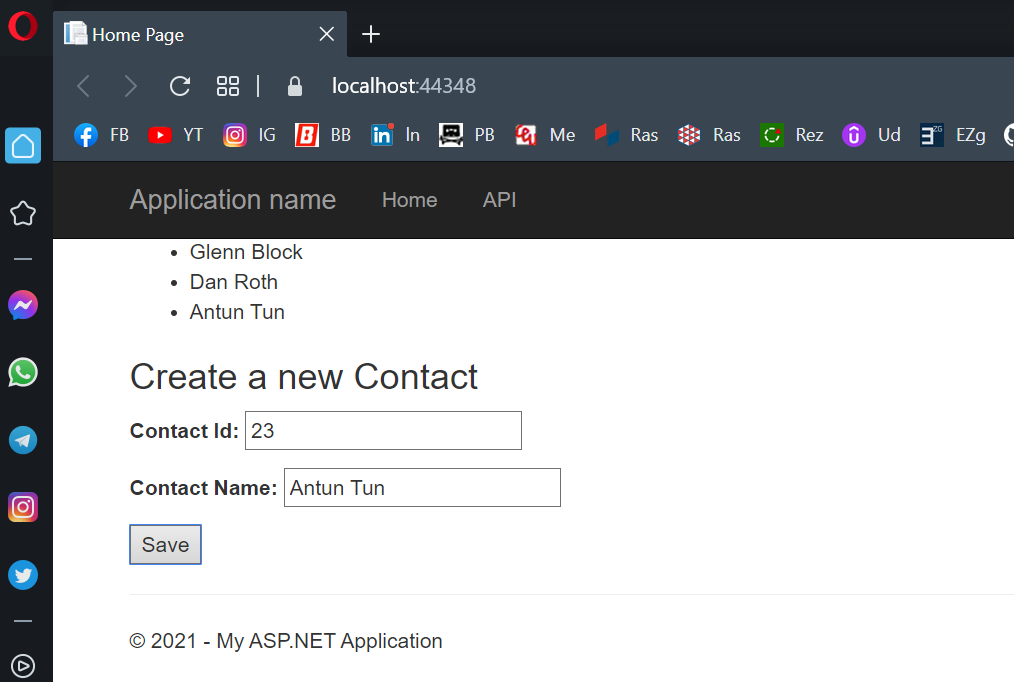 Home Page
localhost:44348
FB YT IG BB In PB Me Ras Ras Rez Ud EZg
Application name Home API
Glenn Block
Dan Roth
Antun Tun
Create a new Contact
Contact Id: 23
Contact Name: Antun Tun
Save
© 2021 - My ASP.NET Application